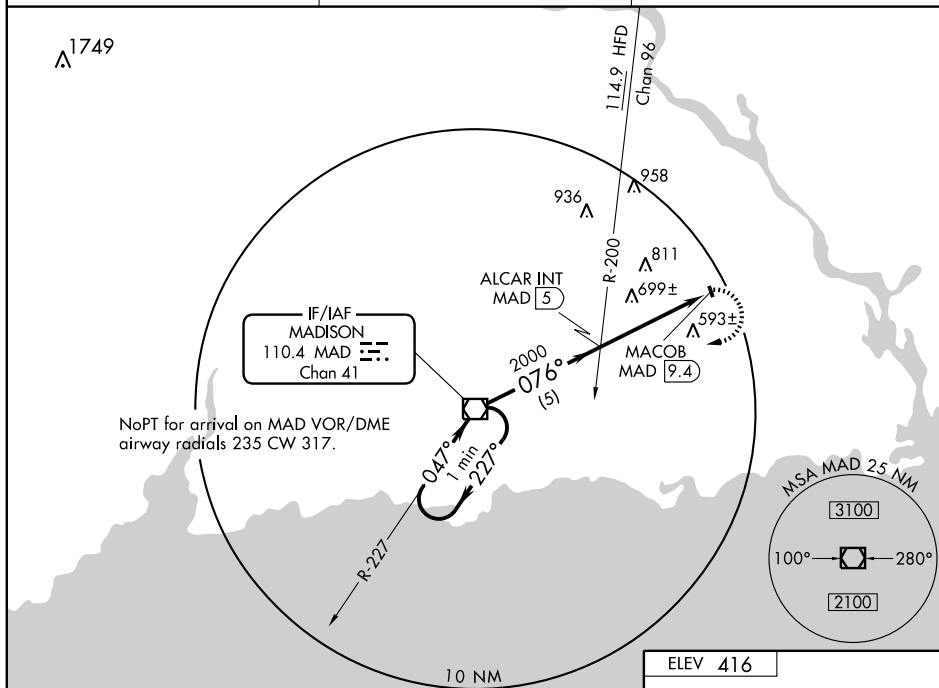 1749
114.9 HFD
Chan 96
958
936
R-200
811
ALCAR INT
MAD 5
699±
593±
IF/IAF
MADISON
110.4 MAD
Chan 41
2000
076°
(5)
MACOB
MAD 9.4
NoPT for arrival on MAD VOR/DME
airway radials 235 CW 317.
047°
1 min
227°
R-227
MSA MAD 25 NM
3100
100°
280°
2100
10 NM
ELEV 416